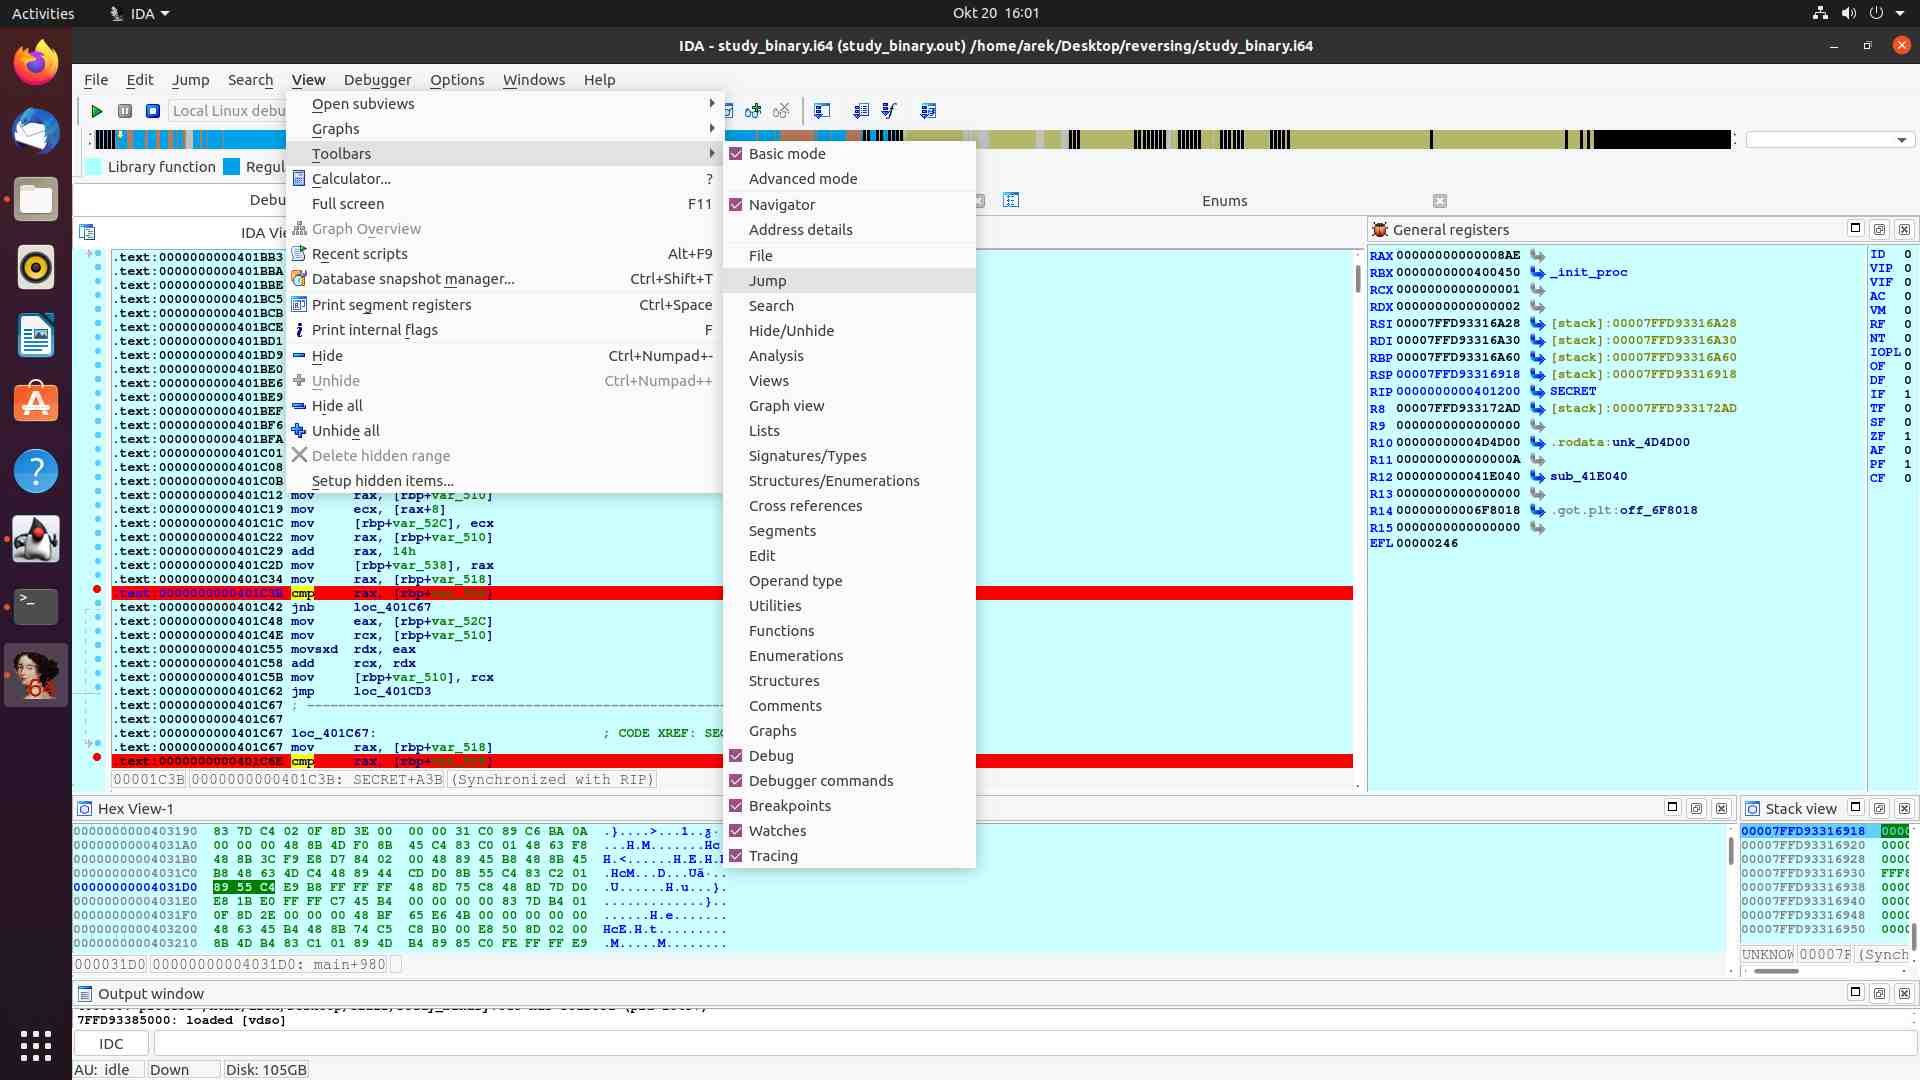 Activities
IDA
Okt 20 16:01
IDA - study_binary.i64 (study_binary.out) /home/arek/Desktop/reversing/study_binary.i64
File Edit Jump Search View Debugger Options Windows Help
Local Linux debu
Library function
Regul
Debu
Enums
Open subviews
Graphs
Toolbars
Calculator... ?
Full screen F11
Graph Overview
Recent scripts Alt+F9
Database snapshot manager... Ctrl+Shift+T
Print segment registers Ctrl+Space
Print internal flags F
Hide Ctrl+Numpad+-
Unhide Ctrl+Numpad++
Hide all
Unhide all
Delete hidden range
Setup hidden items...
Basic mode
Advanced mode
Navigator
Address details
File
Jump
Search
Hide/Unhide
Analysis
Views
Graph view
Lists
Signatures/Types
Structures/Enumerations
Cross references
Segments
Edit
Operand type
Utilities
Functions
Enumerations
Structures
Comments
Graphs
Debug
Debugger commands
Breakpoints
Watches
Tracing
IDA Vie
.text:0000000000401BB3
.text:0000000000401BBA
.text:0000000000401BBE
.text:0000000000401BC5
.text:0000000000401BCB
.text:0000000000401BCE
.text:0000000000401BD1
.text:0000000000401BD9
.text:0000000000401BE0
.text:0000000000401BE6
.text:0000000000401BE9
.text:0000000000401BEF
.text:0000000000401BF6
.text:0000000000401BFA
.text:0000000000401C01
.text:0000000000401C08
.text:0000000000401C0B
.text:0000000000401C12 mov rax, [rbp+var_510]
.text:0000000000401C19 mov ecx, [rax+8]
.text:0000000000401C1C mov [rbp+var_52C], ecx
.text:0000000000401C22 mov rax, [rbp+var_510]
.text:0000000000401C29 add rax, 14h
.text:0000000000401C2D mov [rbp+var_538], rax
.text:0000000000401C34 mov rax, [rbp+var_518]
.text:0000000000401C3B cmp rax, [rbp+
.text:0000000000401C42 jnb loc_401C67
.text:0000000000401C48 mov eax, [rbp+var_52C]
.text:0000000000401C4E mov rcx, [rbp+var_510]
.text:0000000000401C55 movsxd rdx, eax
.text:0000000000401C58 add rcx, rdx
.text:0000000000401C5B mov [rbp+var_510], rcx
.text:0000000000401C62 jmp loc_401CD3
.text:0000000000401C67 ; ---------------------------------------------------------
.text:0000000000401C67
.text:0000000000401C67 loc_401C67: ; CODE XREF: SEC
.text:0000000000401C67 mov rax, [rbp+var_518]
.text:0000000000401C6E cmp rax, [rbp+
00001C3B 0000000000401C3B: SECRET+A3B (Synchronized with RIP)
General registers
RAX 00000000000008AE
RBX 0000000000400450 _init_proc
RCX 0000000000000001
RDX 0000000000000002
RSI 00007FFD93316A28 [stack]:00007FFD93316A28
RDI 00007FFD93316A30 [stack]:00007FFD93316A30
RBP 00007FFD93316A60 [stack]:00007FFD93316A60
RSP 00007FFD93316918 [stack]:00007FFD93316918
RIP 0000000000401200 SECRET
R8 00007FFD933172AD [stack]:00007FFD933172AD
R9 0000000000000000
R10 00000000004D4D00 .rodata:unk_4D4D00
R11 000000000000000A
R12 000000000041E040 sub_41E040
R13 0000000000000000
R14 00000000006F8018 .got.plt:off_6F8018
R15 0000000000000000
EFL 00000246
ID 0
VIP 0
VIF 0
AC 0
VM 0
RF 0
NT 0
IOPL 0
OF 0
DF 0
IF 1
TF 0
SF 0
ZF 1
AF 0
PF 1
CF 0
Hex View-1
0000000000403190 83 7D C4 02 0F 8D 3E 00 00 00 31 C0 89 C6 BA 0A
00000000004031A0 00 00 00 48 8B 4D F0 8B 45 C4 83 C0 01 48 63 F8
00000000004031B0 48 8B 3C F9 E8 D7 84 02 00 48 89 45 B8 48 8B 45
00000000004031C0 B8 48 63 4D C4 48 89 44 CD D0 8B 55 C4 83 C2 01
00000000004031D0 89 55 C4 E9 B8 FF FF FF 48 8D 75 C8 48 8D 7D D0
00000000004031E0 E8 1B E0 FF FF C7 45 B4 00 00 00 00 83 7D B4 01
00000000004031F0 0F 8D 2E 00 00 00 48 BF 65 E6 4B 00 00 00 00 00
0000000000403200 48 63 45 B4 48 8B 74 C5 C8 B0 00 E8 50 8D 02 00
0000000000403210 8B 4D B4 83 C1 01 89 4D B4 89 85 C0 FE FF FF E9
000031D0 00000000004031D0: main+980
Stack view
00007FFD93316918 0000
00007FFD93316920
00007FFD93316928 0000
00007FFD93316930 FFF8
00007FFD93316938 0000
00007FFD93316940 0000
00007FFD93316948 0000
00007FFD93316950 0000
UNKNOW 00007F (Synch
Output window
7FFD93385000: loaded [vdso]
IDC
AU: idle Down Disk: 105GB